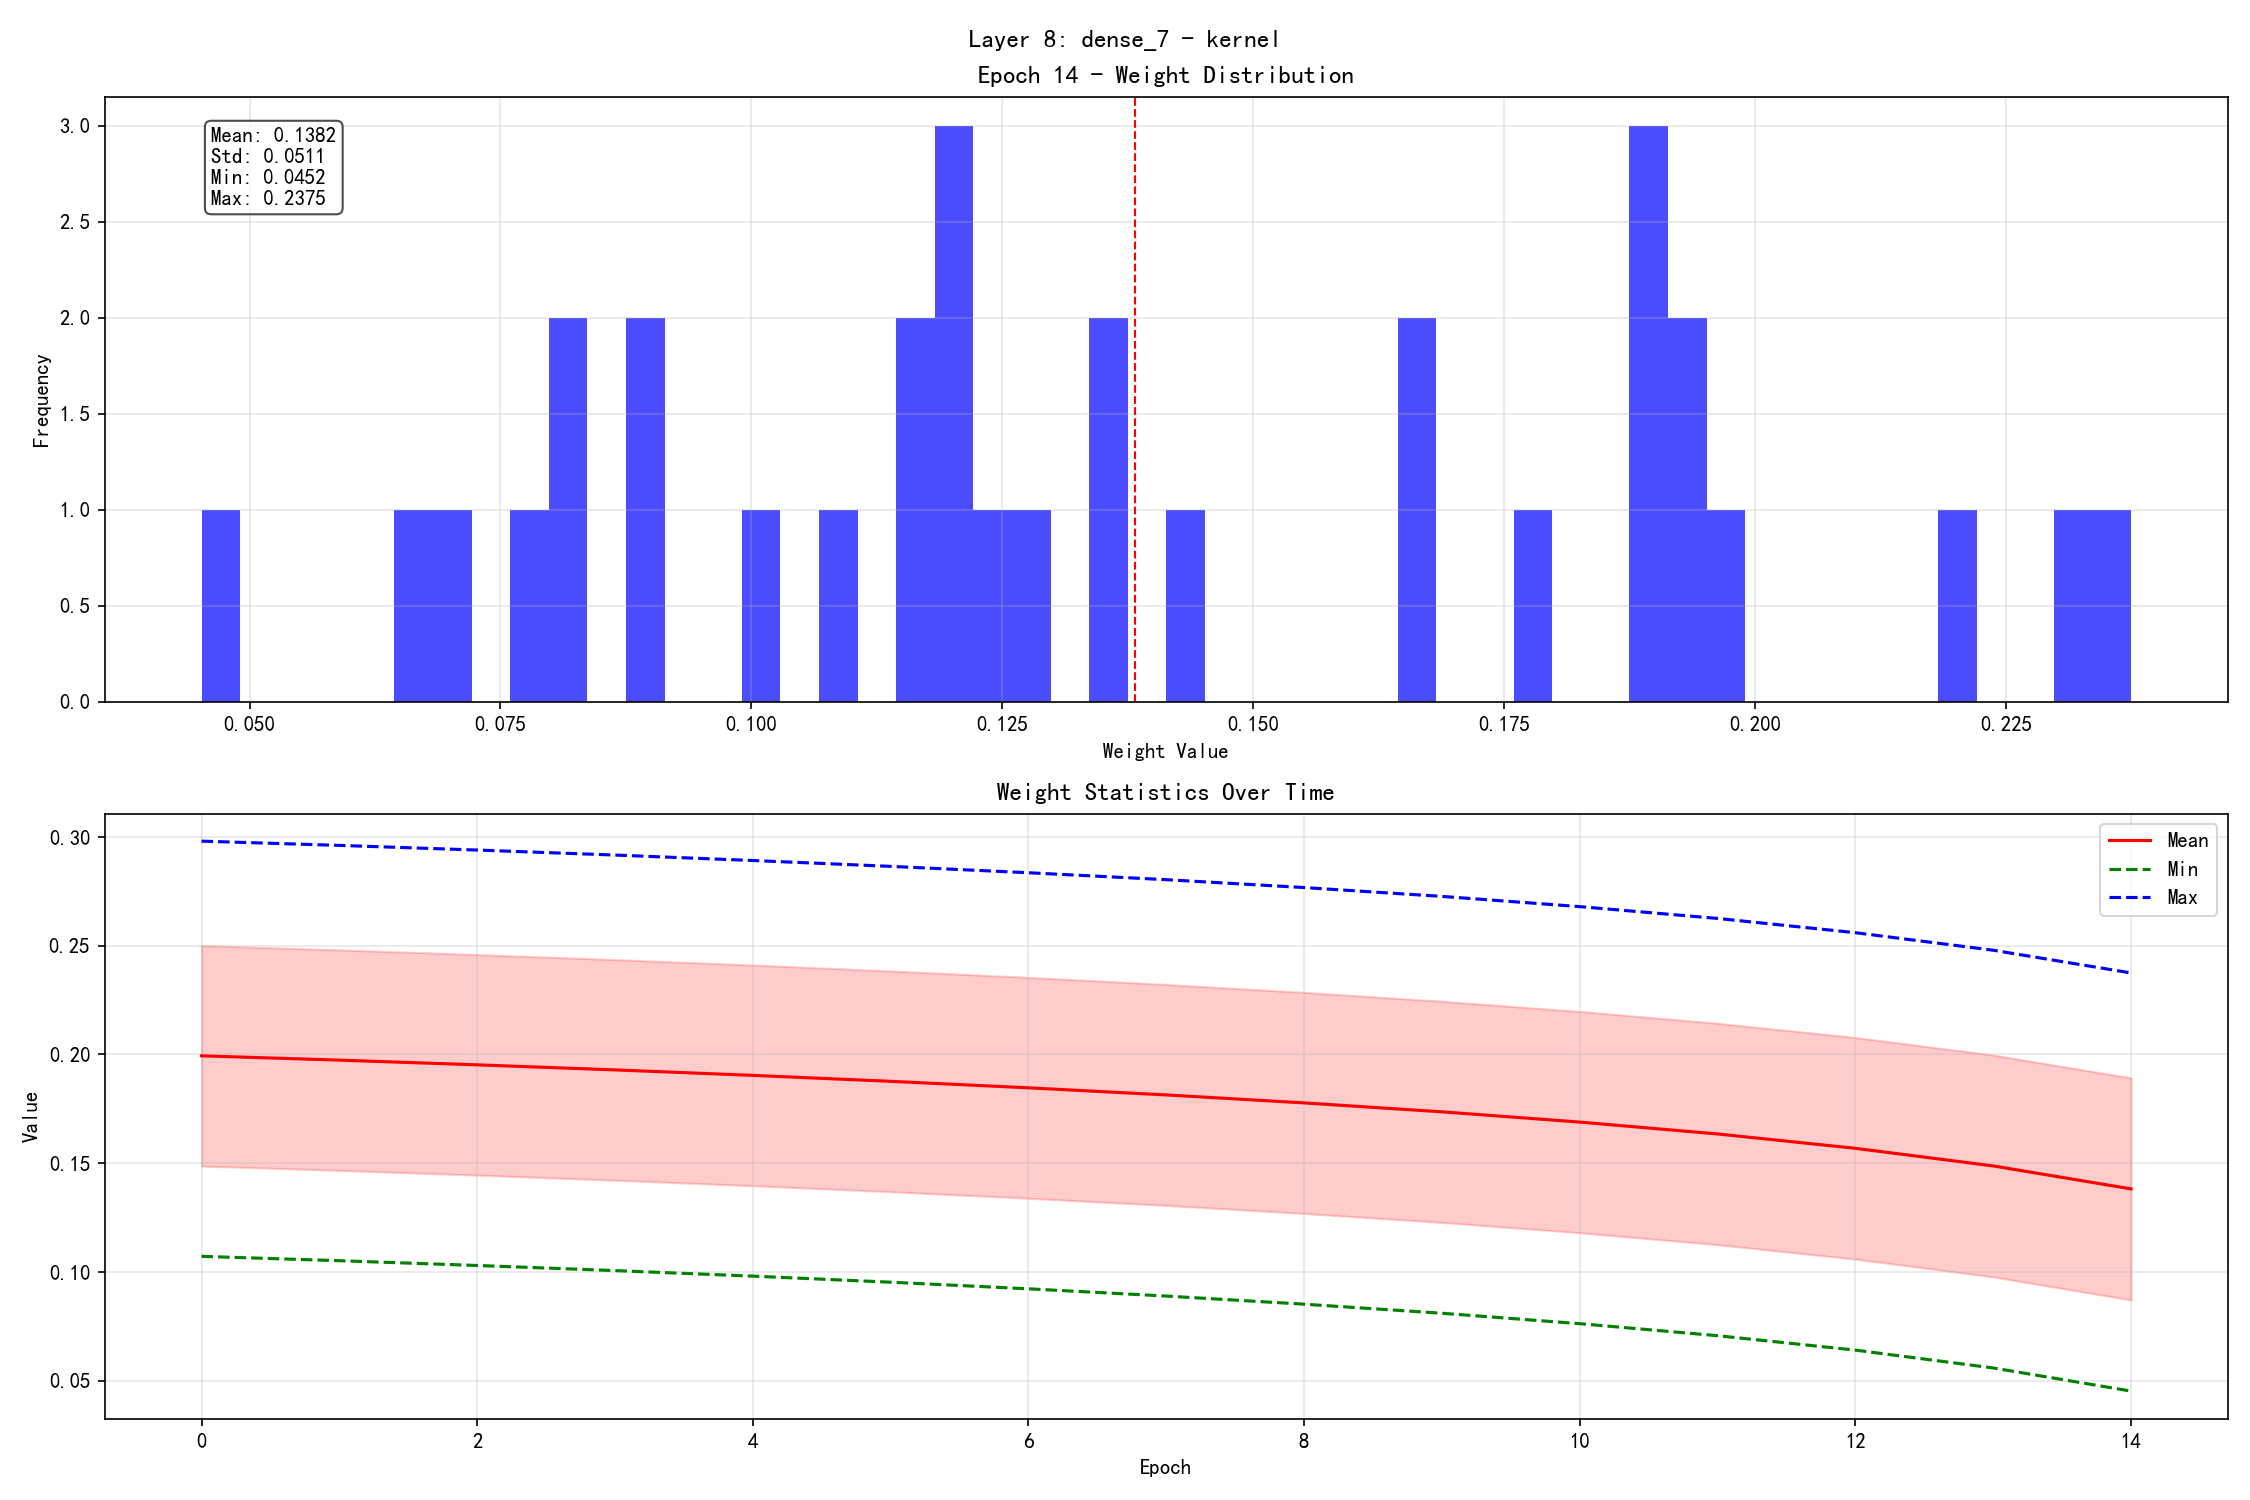 Layer 8: dense_7 - kernel
Epoch 14 - Weight Distribution
3.0
2.5
2.0
1.5
1.0
0.5
0.0
Frequency
Mean: 0.1382
Std: 0.0511
Min: 0.0452
Max: 0.2375
0.050 0.075 0.100 0.125 0.150 0.175 0.200 0.225
Weight Value
Weight Statistics Over Time
0.30
0.25
0.20
0.15
0.10
0.05
Value
Mean
Min
Max
0 2 4 6 8 10 12 14
Epoch